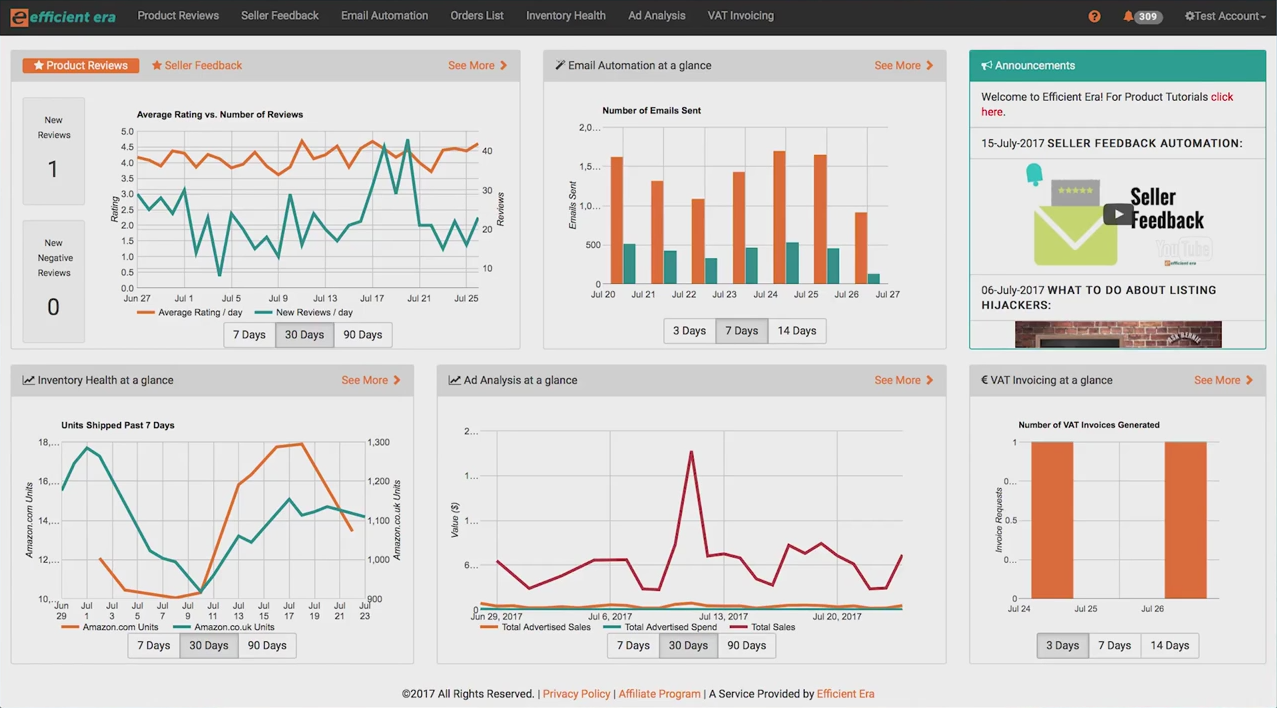 efficient era
Product Reviews Seller Feedback Email Automation Orders List Inventory Health Ad Analysis VAT Invoicing
? 309 Test Account
Product Reviews Seller Feedback See More
New
Reviews
1
New
Negative
Reviews
0
Average Rating vs. Number of Reviews
5.0
4.5
4.0
3.5
3.0
2.5
2.0
1.5
1.0
0.5
0.0
Rating
40
30
20
10
Reviews
Jun 27 Jul 1 Jul 5 Jul 9 Jul 13 Jul 17 Jul 21 Jul 25
Average Rating / day New Reviews / day
7 Days 30 Days 90 Days
Email Automation at a glance See More
Number of Emails Sent
2,0...
1,5...
1,0...
500
0
Emails Sent
Jul 20 Jul 21 Jul 22 Jul 23 Jul 24 Jul 25 Jul 26 Jul 27
3 Days 7 Days 14 Days
Announcements
Welcome to Efficient Era! For Product Tutorials click
here.
15-July-2017 SELLER FEEDBACK AUTOMATION:
Seller
Feedback
YouTube
efficient era
06-July-2017 WHAT TO DO ABOUT LISTING
HIJACKERS:
Inventory Health at a glance See More
Units Shipped Past 7 Days
18,...
16,...
14,...
12,...
10,...
Amazon.com Units
1,300
1,200
1,100
1,000
900
Amazon.co.uk Units
Jun Jul Jul Jul Jul Jul Jul Jul Jul Jul Jul Jul Jul
29 1 3 5 7 9 11 13 15 17 19 21 23
Amazon.com Units Amazon.co.uk Units
7 Days 30 Days 90 Days
Ad Analysis at a glance See More
2...
1...
1...
6...
0
Value ($)
Jun 29, 2017 Jul 6, 2017 Jul 13, 2017 Jul 20, 2017
Total Advertised Sales Total Advertised Spend Total Sales
7 Days 30 Days 90 Days
€ VAT Invoicing at a glance See More
Number of VAT Invoices Generated
1
0...
0.5
0...
0
Invoice Requests
Jul 24 Jul 25 Jul 26
3 Days 7 Days 14 Days
©2017 All Rights Reserved. | Privacy Policy | Affiliate Program | A Service Provided by Efficient Era